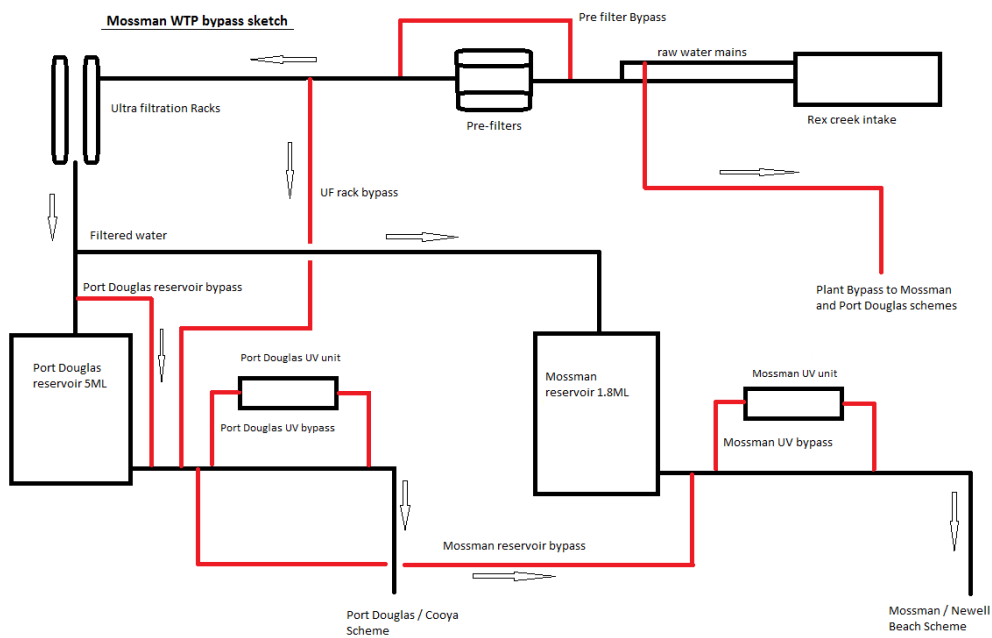 Mossman WTP bypass sketch
Pre filter Bypass
raw water mains
Ultra filtration Racks
Pre-filters
Rex creek intake
UF rack bypass
Filtered water
Port Douglas reservoir bypass
Plant Bypass to Mossman
and Port Douglas schemes
Port Douglas
reservoir 5ML
Port Douglas UV unit
Port Douglas UV bypass
Mossman
reservoir 1.8ML
Mossman UV unit
Mossman UV bypass
Mossman reservoir bypass
Port Douglas / Cooya
Scheme
Mossman / Newell
Beach Scheme